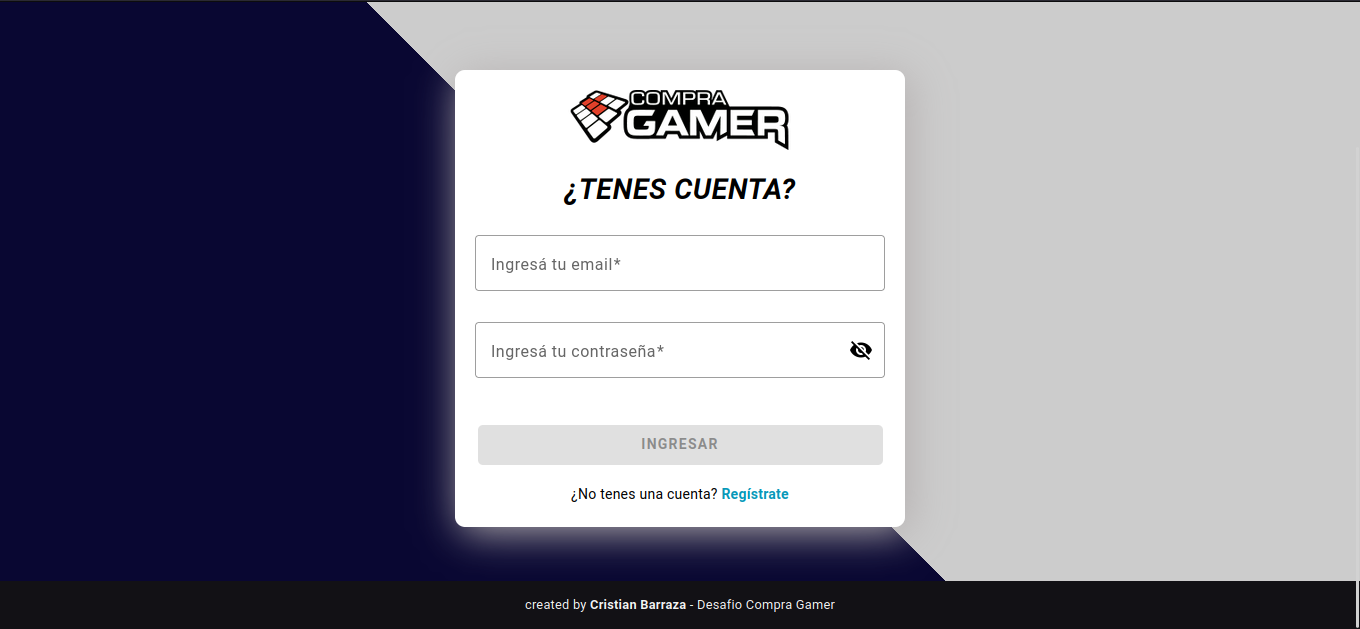 COMPRA
GAMER
¿TENES CUENTA?
Ingresá tu email*
Ingresá tu contraseña*
INGRESAR
¿No tenes una cuenta? Regístrate
created by Cristian Barraza - Desafio Compra Gamer